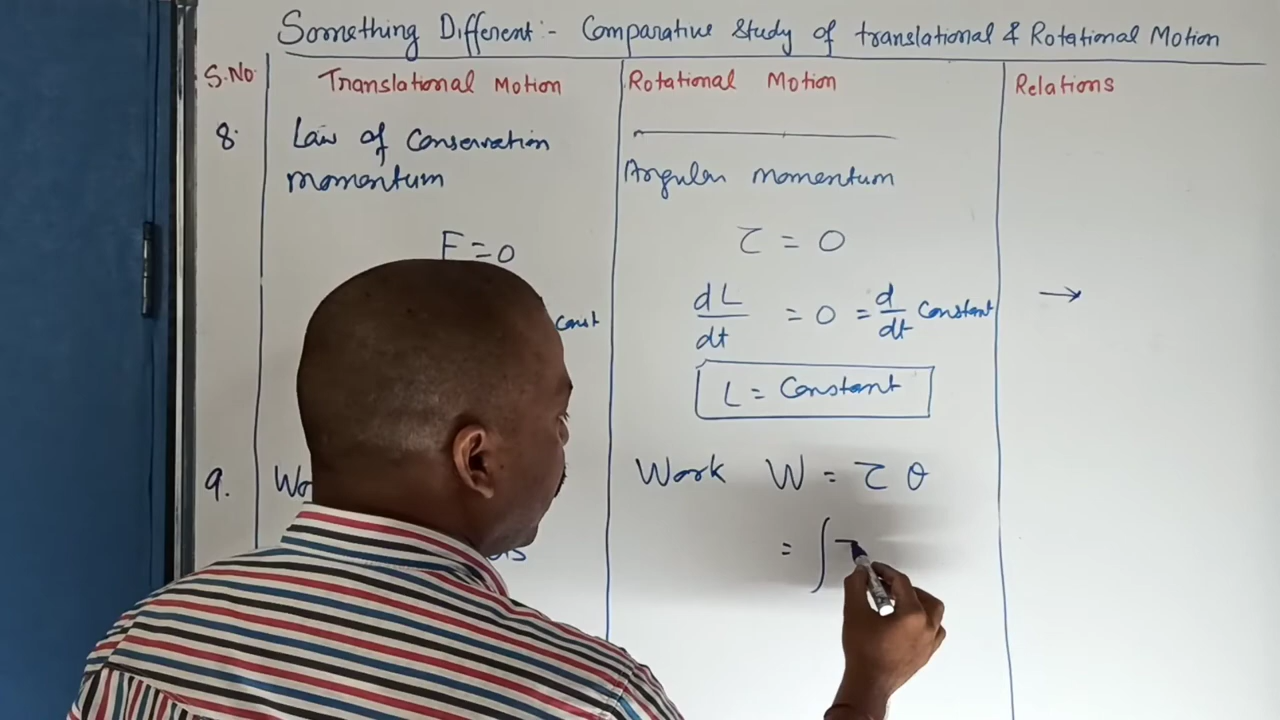 Something Different :- Comparative Study of translational & Rotational Motion
S.No. Translational Motion Rotational Motion Relations
8. Law of Conservation
momentum Angular momentum
F = 0 τ = 0
const dL/dt = 0 = d/dt Constant →
L = Constant
9. Work W = τ θ
= ∫